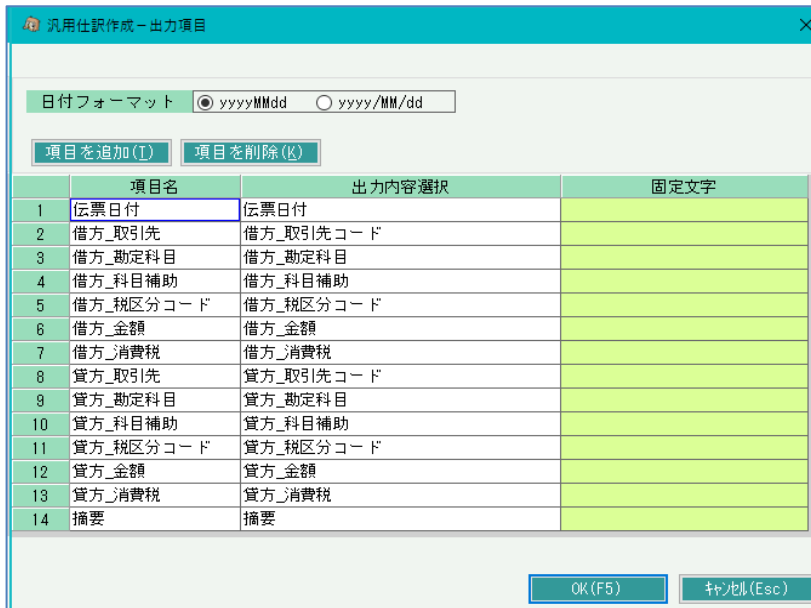 汎用仕訳作成－出力項目
日付フォーマット yyyyMMdd yyyy/MM/dd
項目を追加(I) 項目を削除(K)
項目名 出力内容選択 固定文字
1 伝票日付 伝票日付
2 借方_取引先 借方_取引先コード
3 借方_勘定科目 借方_勘定科目
4 借方_科目補助 借方_科目補助
5 借方_税区分コード 借方_税区分コード
6 借方_金額 借方_金額
7 借方_消費税 借方_消費税
8 貸方_取引先 貸方_取引先コード
9 貸方_勘定科目 貸方_勘定科目
10 貸方_科目補助 貸方_科目補助
11 貸方_税区分コード 貸方_税区分コード
12 貸方_金額 貸方_金額
13 貸方_消費税 貸方_消費税
14 摘要 摘要
OK(F5) ｷｬﾝｾﾙ(Esc)